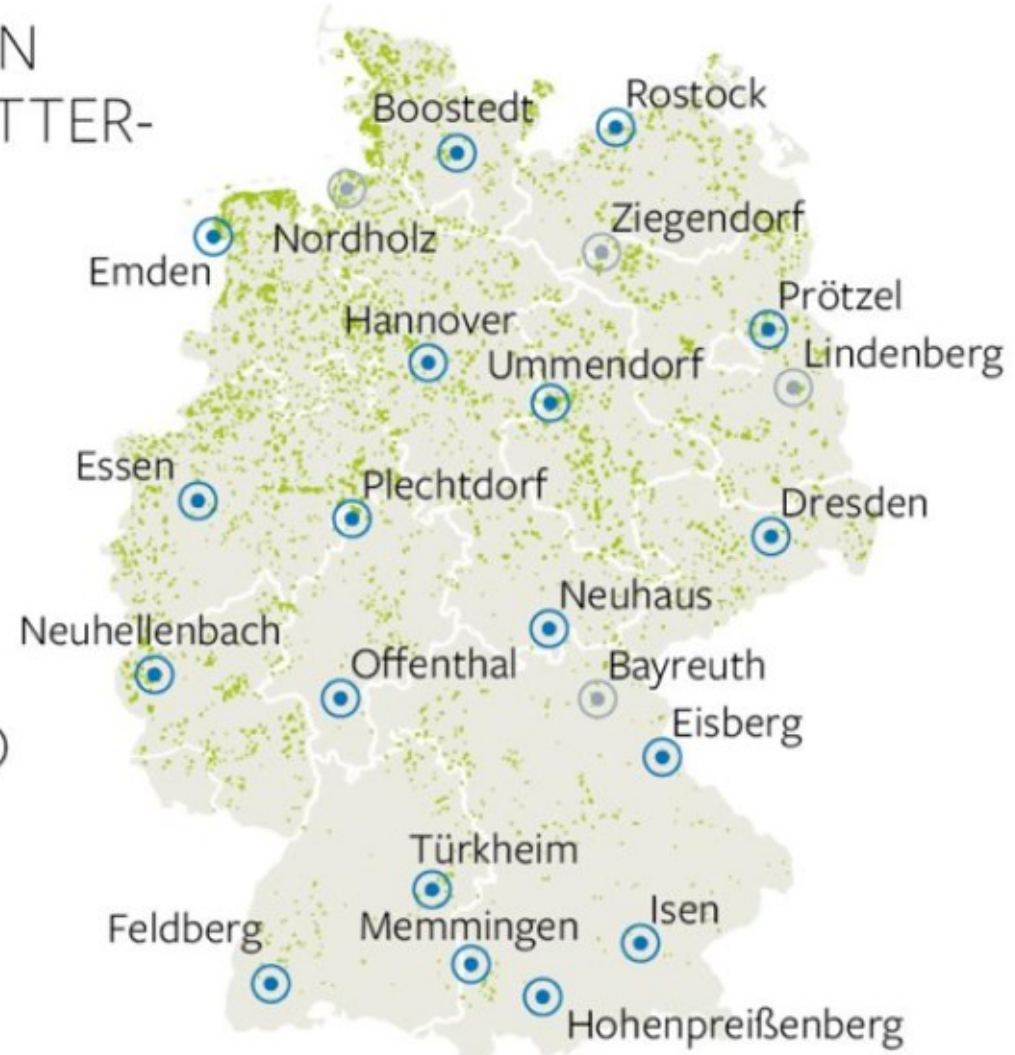 N
TTER-
Boostedt
Rostock
Nordholz
Ziegendorf
Emden
Prötzel
Hannover
Lindenberg
Ummendorf
Essen
Plechtdorf
Dresden
Neuhaus
Neuhellenbach
Offenthal
Bayreuth
Eisberg
)
Türkheim
Isen
Feldberg
Memmingen
Hohenpreißenberg